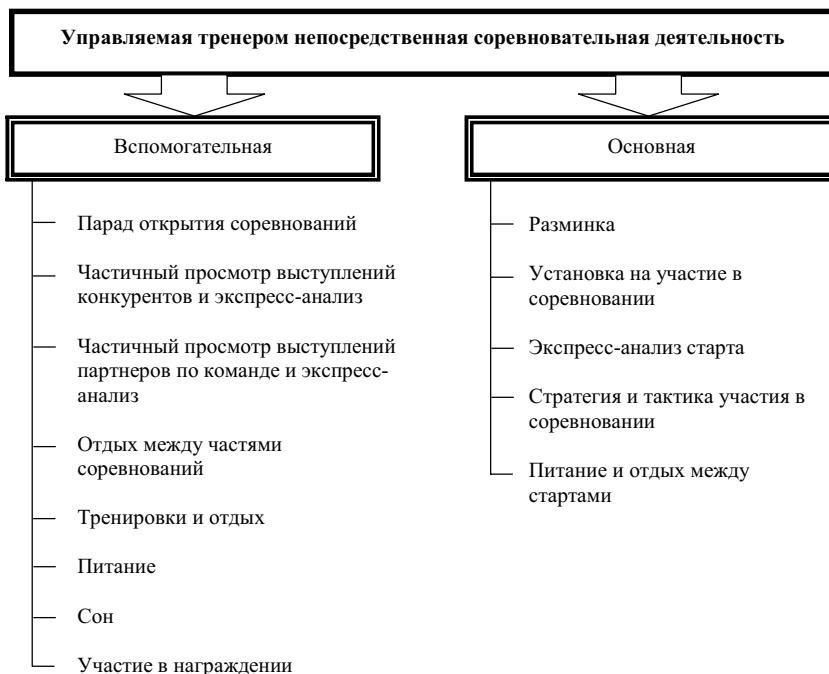 Управляемая тренером непосредственная соревновательная деятельность
Вспомогательная
Парад открытия соревнований
Частичный просмотр выступлений
конкурентов и экспресс-анализ
Частичный просмотр выступлений
партнеров по команде и экспресс-
анализ
Отдых между частями
соревнований
Тренировки и отдых
Питание
Сон
Участие в награждении
Основная
Разминка
Установка на участие в
соревновании
Экспресс-анализ старта
Стратегия и тактика участия в
соревновании
Питание и отдых между
стартами